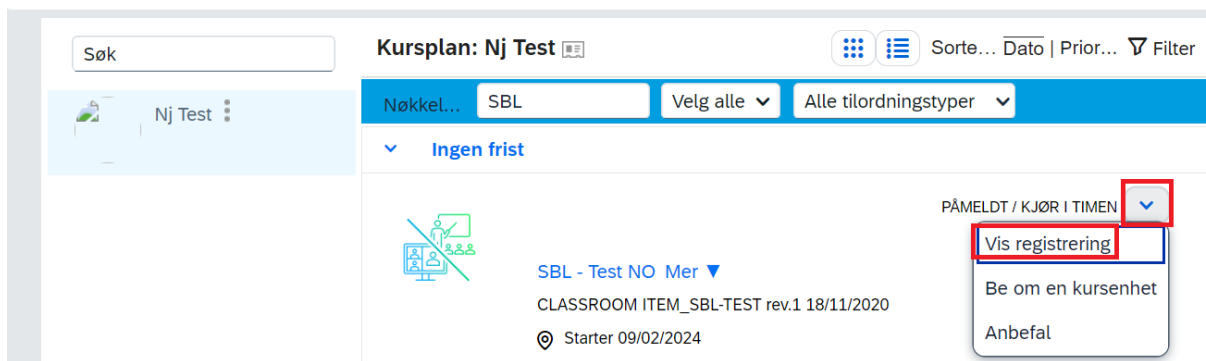 Søk
Nj Test
Kursplan: Nj Test
Sorte... Dato | Prior... Filter
Nøkkel... SBL Velg alle Alle tilordningstyper
Ingen frist
PÅMELDT / KJØR I TIMEN
Vis registrering
Be om en kursenhet
Anbefal
SBL - Test NO Mer ▼
CLASSROOM ITEM_SBL-TEST rev.1 18/11/2020
Starter 09/02/2024